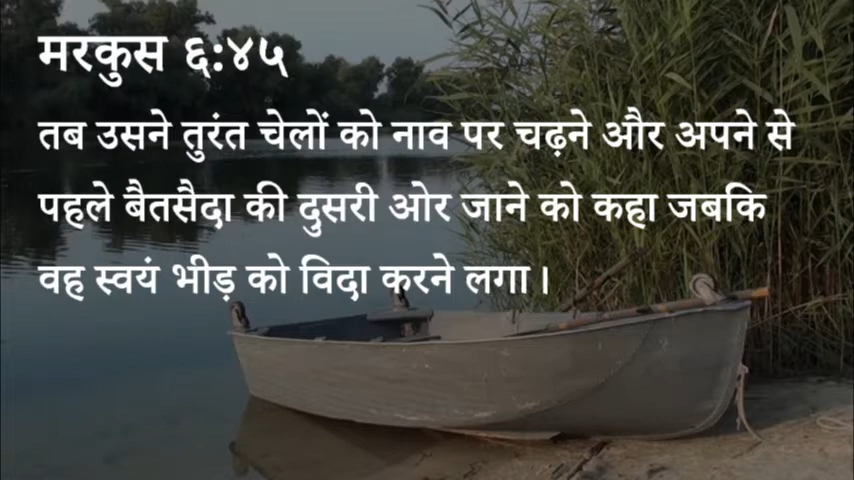 मरकुस ६:४५
तब उसने तुरंत चेलों को नाव पर चढ़ने और अपने से
पहले बैतसैदा की दुसरी ओर जाने को कहा जबकि
वह स्वयं भीड़ को विदा करने लगा।